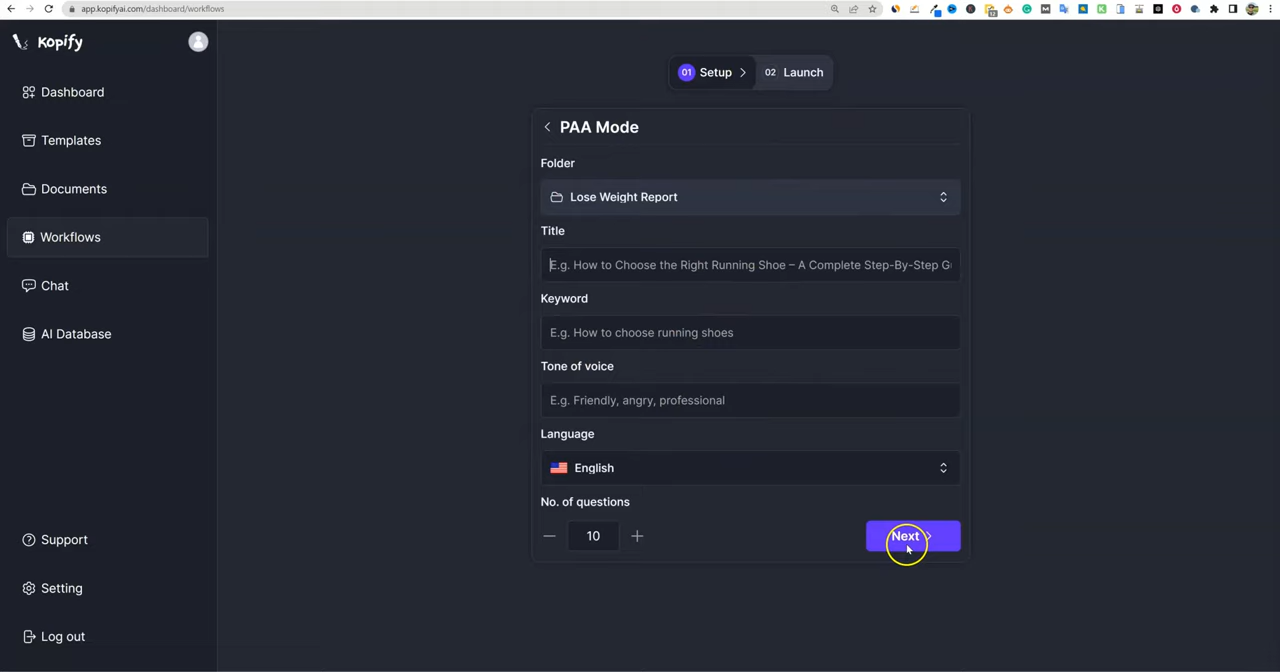 app.kopifyai.com/dashboard/workflows
12
Kopify
Dashboard
Templates
Documents
Workflows
Chat
AI Database
Support
Setting
Log out
01 Setup
02 Launch
PAA Mode
Folder
Lose Weight Report
Title
E.g. How to Choose the Right Running Shoe – A Complete Step-By-Step G
Keyword
E.g. How to choose running shoes
Tone of voice
E.g. Friendly, angry, professional
Language
English
No. of questions
10
Next